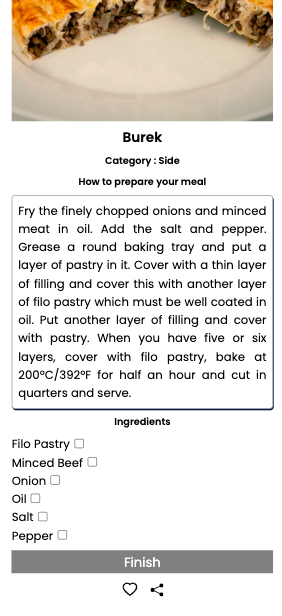 Burek
Category : Side
How to prepare your meal
Fry the finely chopped onions and minced
meat in oil. Add the salt and pepper.
Grease a round baking tray and put a
layer of pastry in it. Cover with a thin layer
of filling and cover this with another layer
of filo pastry which must be well coated in
oil. Put another layer of filling and cover
with pastry. When you have five or six
layers, cover with filo pastry, bake at
200ºC/392ºF for half an hour and cut in
quarters and serve.
Ingredients
Filo Pastry
Minced Beef
Onion
Oil
Salt
Pepper
Finish